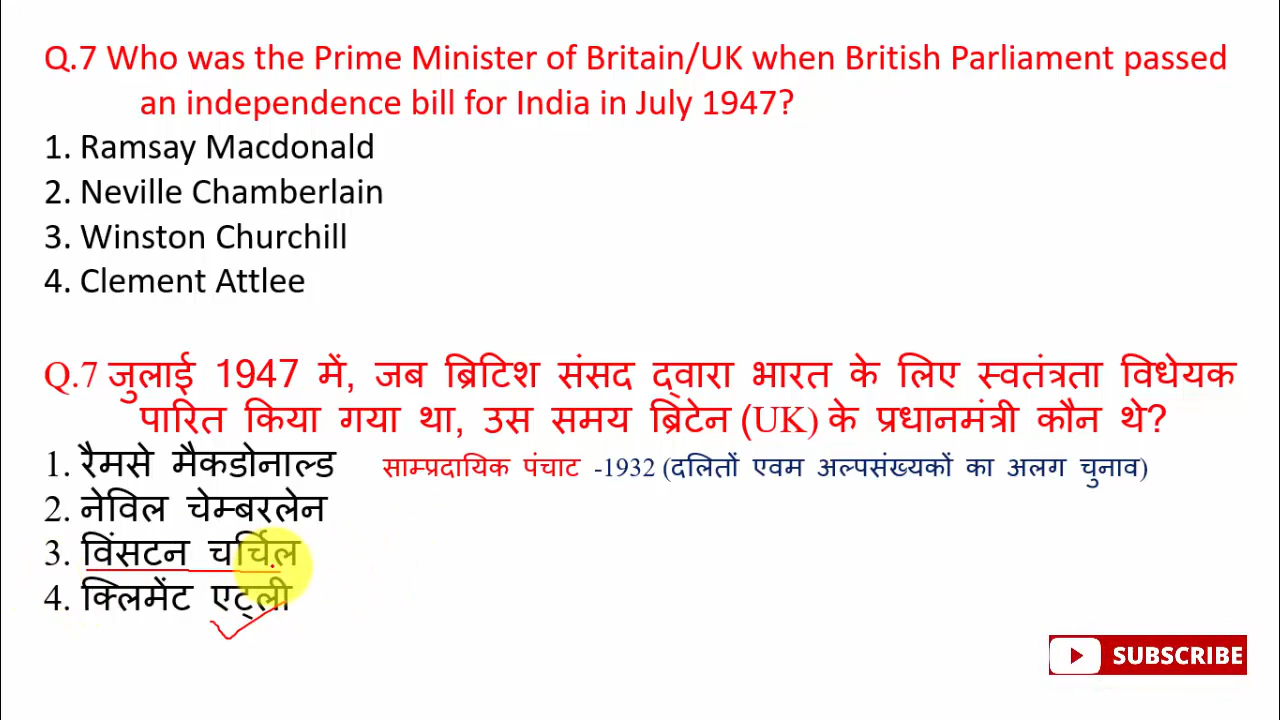 Q.7 Who was the Prime Minister of Britain/UK when British Parliament passed
an independence bill for India in July 1947?
1. Ramsay Macdonald
2. Neville Chamberlain
3. Winston Churchill
4. Clement Attlee
Q.7 जुलाई 1947 में, जब ब्रिटिश संसद द्वारा भारत के लिए स्वतंत्रता विधेयक
पारित किया गया था, उस समय ब्रिटेन (UK) के प्रधानमंत्री कौन थे?
1. रैमसे मैकडोनाल्ड साम्प्रदायिक पंचाट -1932 (दलितों एवम अल्पसंख्यकों का अलग चुनाव)
2. नेविल चेम्बरलेन
3. विंसटन चर्चिल
4. क्लिमेंट एट्ली
SUBSCRIBE